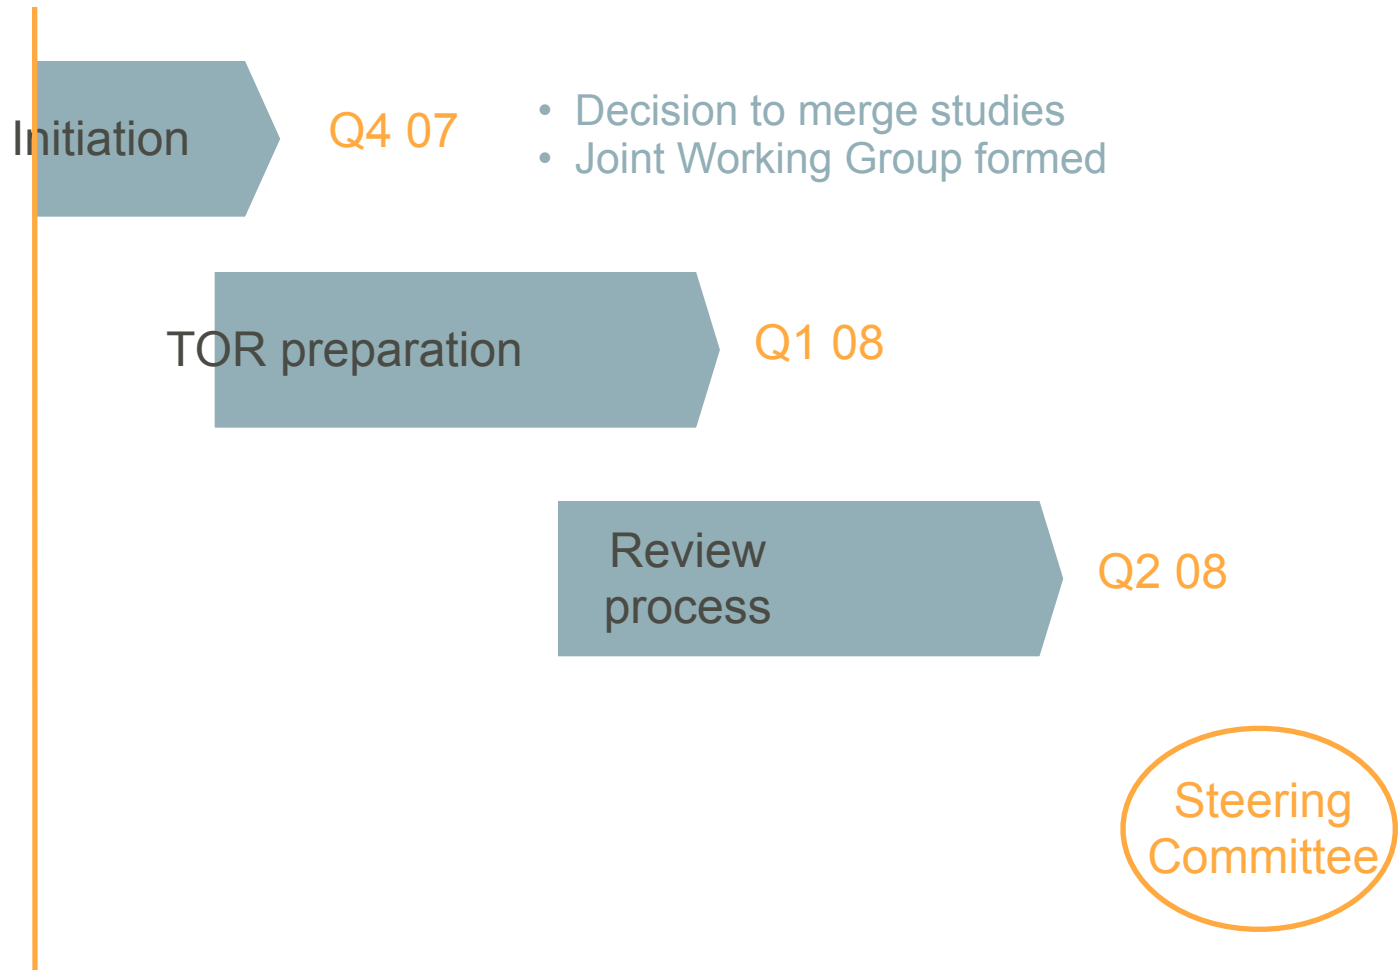 Initiation
Q4 07
• Decision to merge studies
• Joint Working Group formed
TOR preparation
Q1 08
Review
process
Q2 08
Steering
Committee